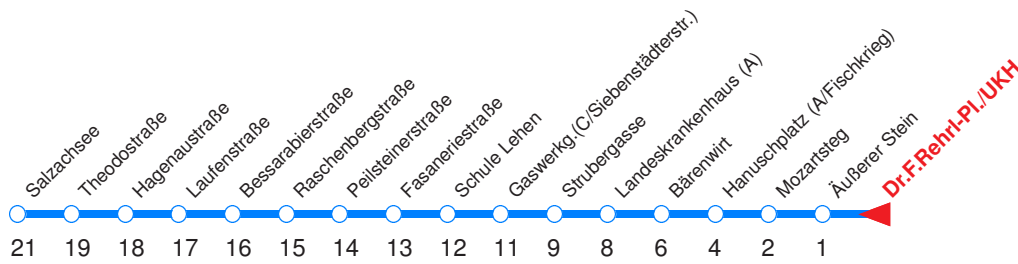 Salzachsee
Theodostraße
Hagenaustraße
Laufenstraße
Bessarabierstraße
Raschenbergstraße
Peilsteinerstraße
Fasaneriestraße
Schule Lehen
Gaswerkg.(C/Siebenstädterstr.)
Strubergasse
Landeskrankenhaus (A)
Bärenwirt
Hanuschplatz (A/Fischkrieg)
Mozartsteg
Äußerer Stein
Dr.F.Rehrl-Pl./UKH
21 19 18 17 16 15 14 13 12 11 9 8 6 4 2 1